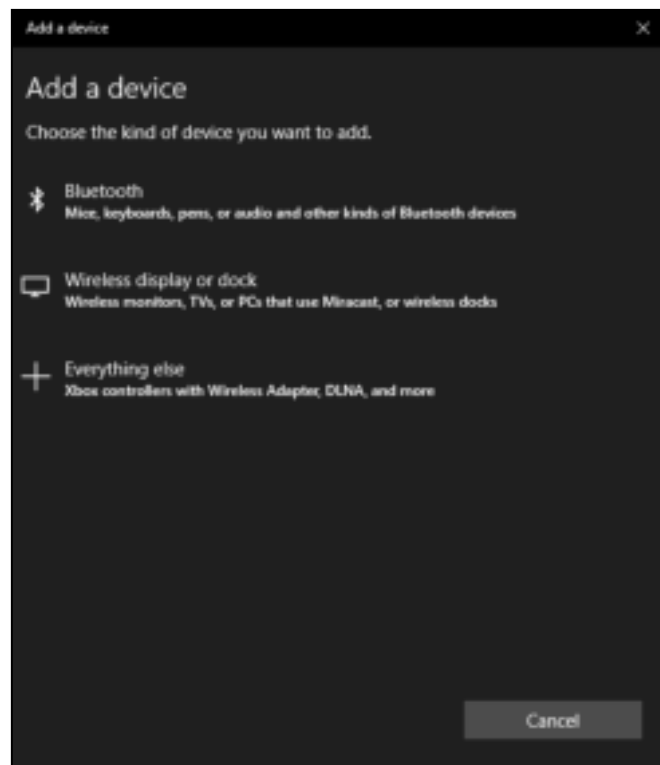 Add a device
Add a device
Choose the kind of device you want to add.
Bluetooth
Mice, keyboards, pens, or audio and other kinds of Bluetooth devices
Wireless display or dock
Wireless monitors, TVs, or PCs that use Miracast, or wireless docks
Everything else
Xbox controllers with Wireless Adapter, DLNA, and more
Cancel